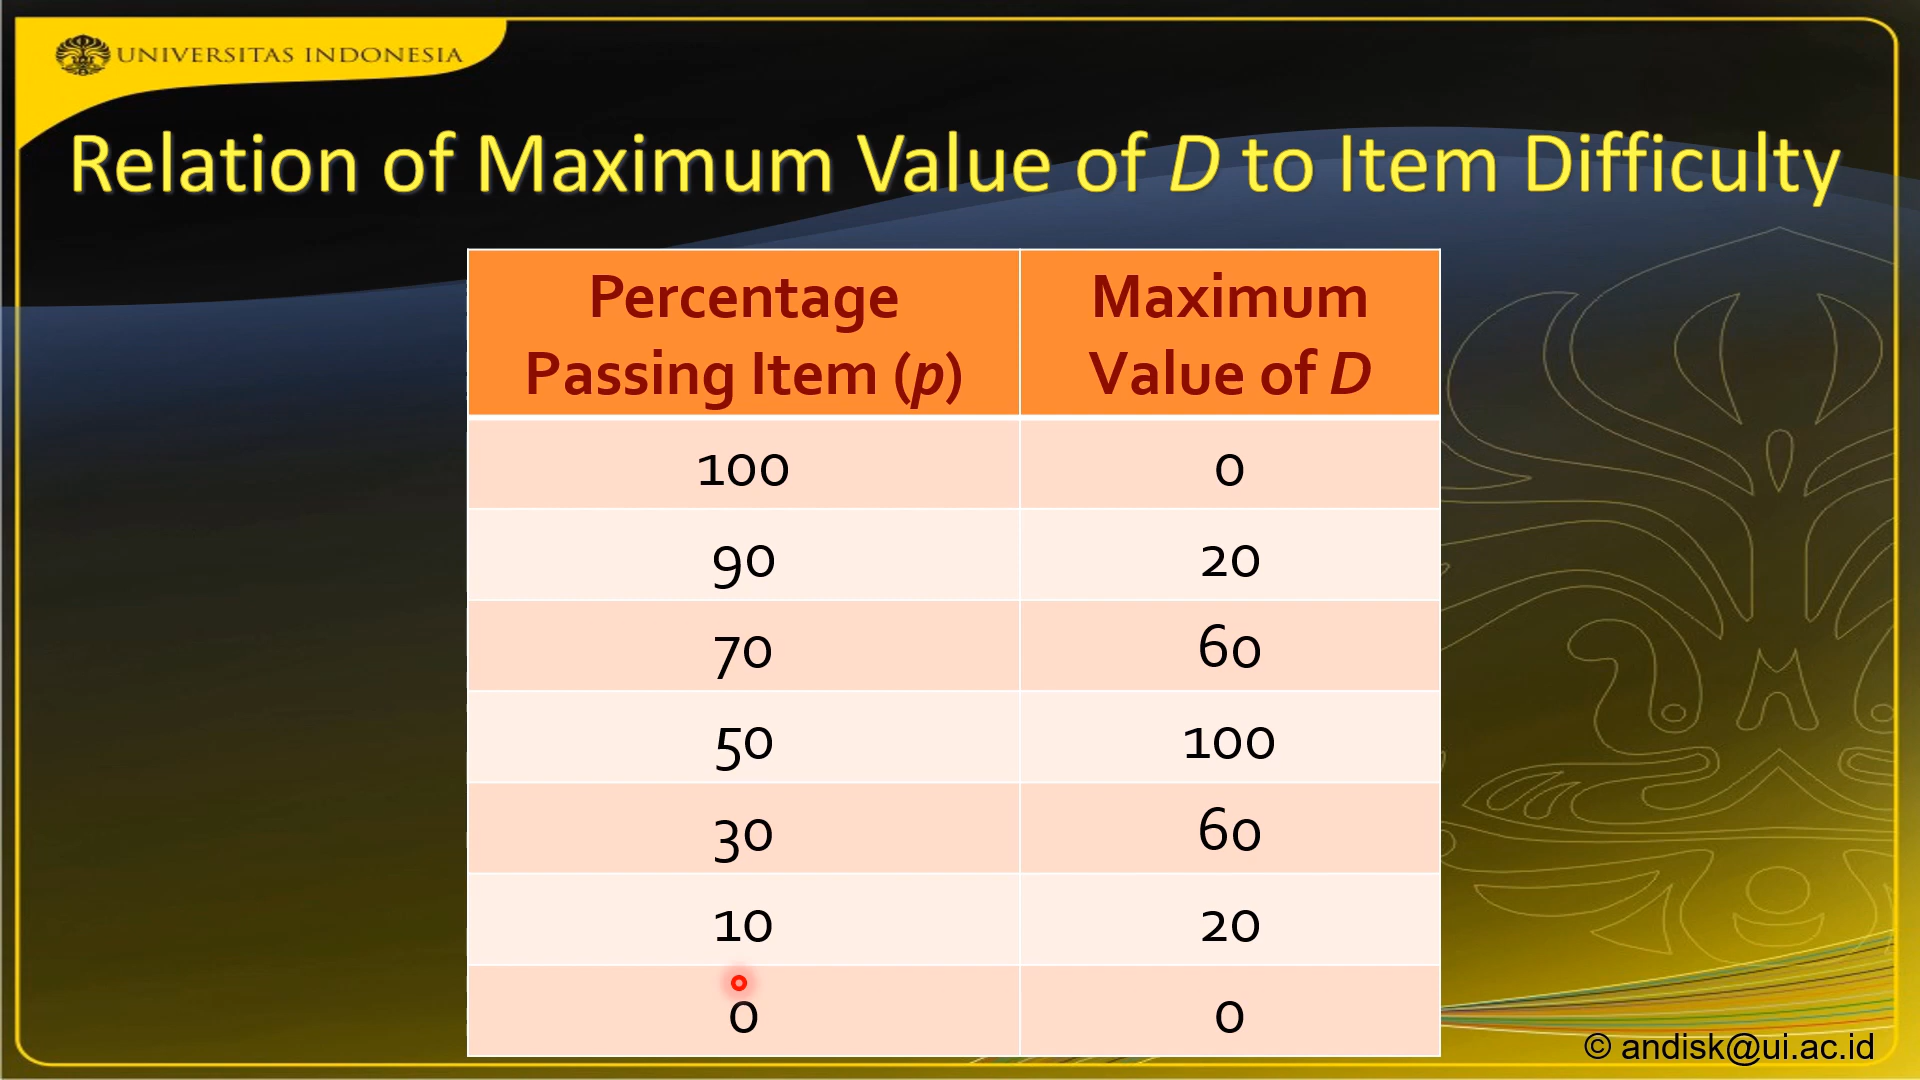 UNIVERSITAS INDONESIA
Relation of Maximum Value of D to Item Difficulty
Percentage Passing Item (p) Maximum Value of D
100 0
90 20
70 60
50 100
30 60
10 20
0 0
© andisk@ui.ac.id